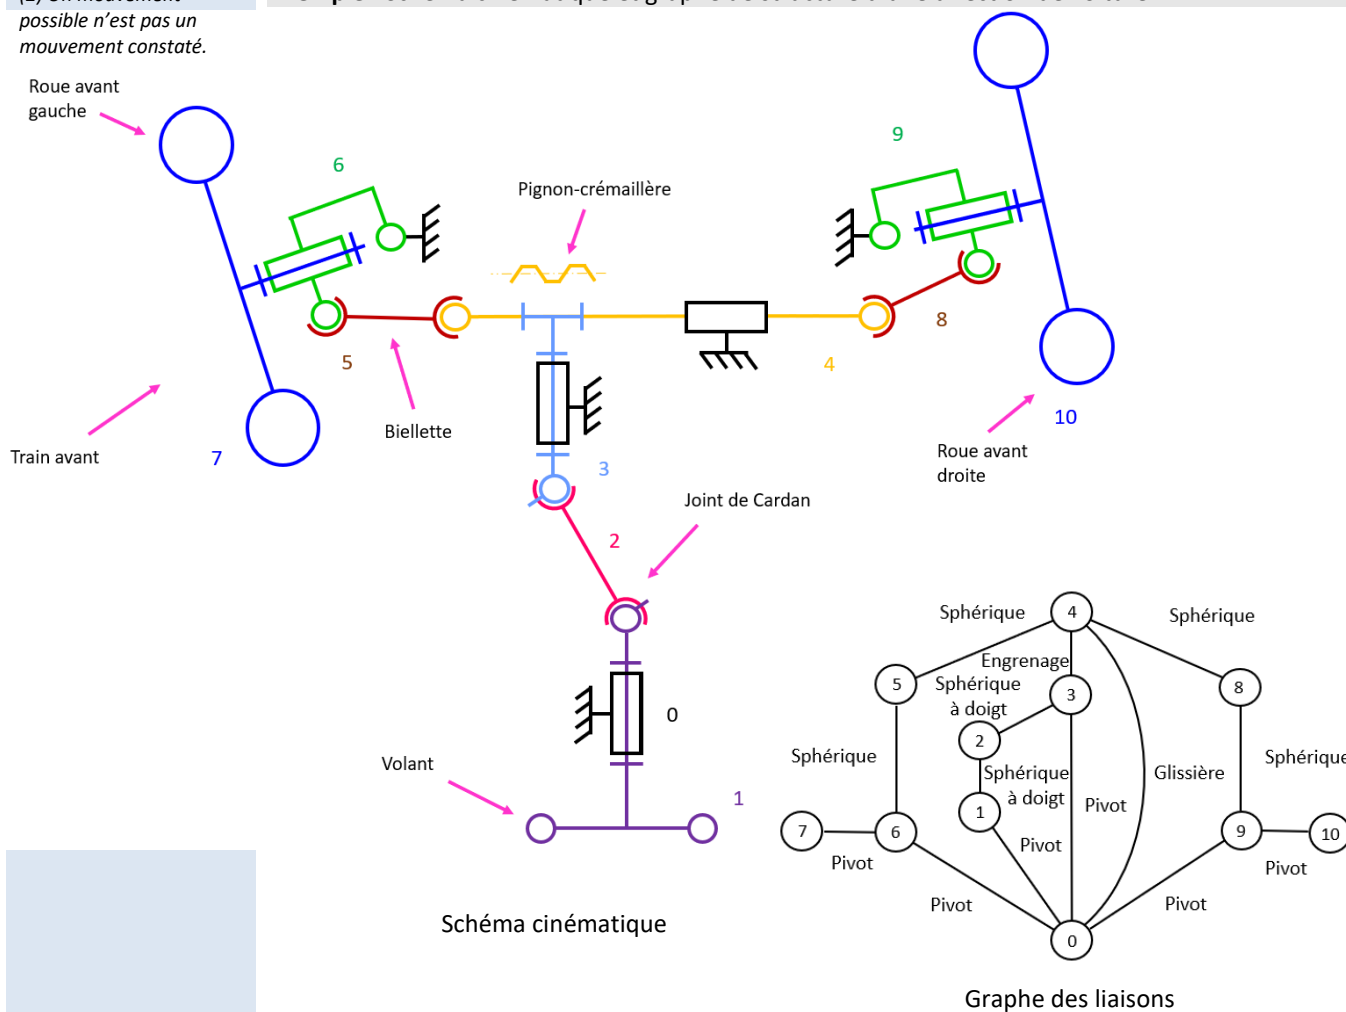 possible n’est pas un
mouvement constaté.
Roue avant
gauche
6
Pignon-crémaillère
9
5
Biellette
4
8
10
Train avant
7
3
Roue avant
droite
Joint de Cardan
2
0
Volant
1
Schéma cinématique
Sphérique
4
Sphérique
Engrenage
5
Sphérique
à doigt
3
8
2
Sphérique
Sphérique
à doigt
Glissière
Sphérique
1
Pivot
7
6
Pivot
9
10
Pivot
Pivot
Pivot
Pivot
0
Graphe des liaisons